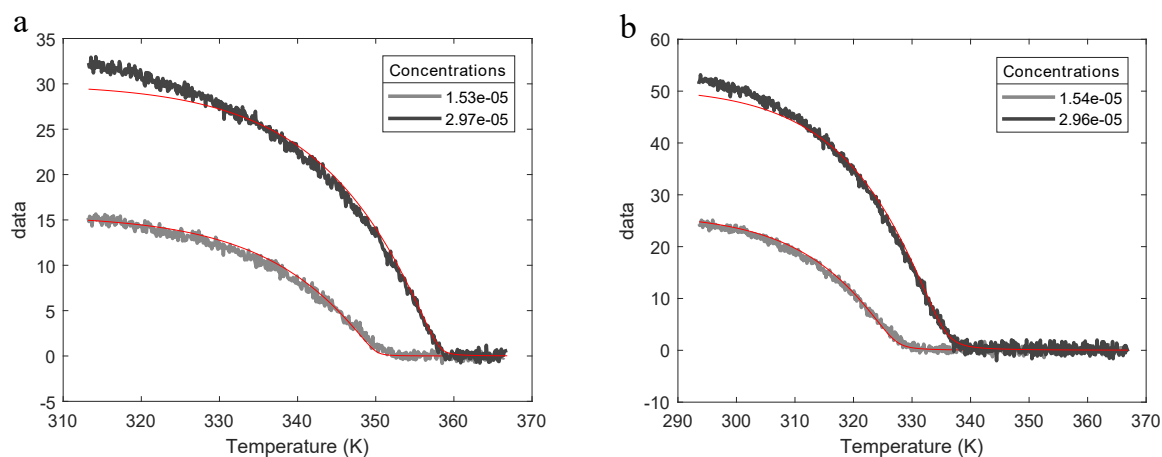 a
35
30
25
20
15
10
5
0
-5
310 320 330 340 350 360 370
Temperature (K)
data
Concentrations
1.53e-05
2.97e-05
b
60
50
40
30
20
10
0
-10
290 300 310 320 330 340 350 360 370
Temperature (K)
data
Concentrations
1.54e-05
2.96e-05